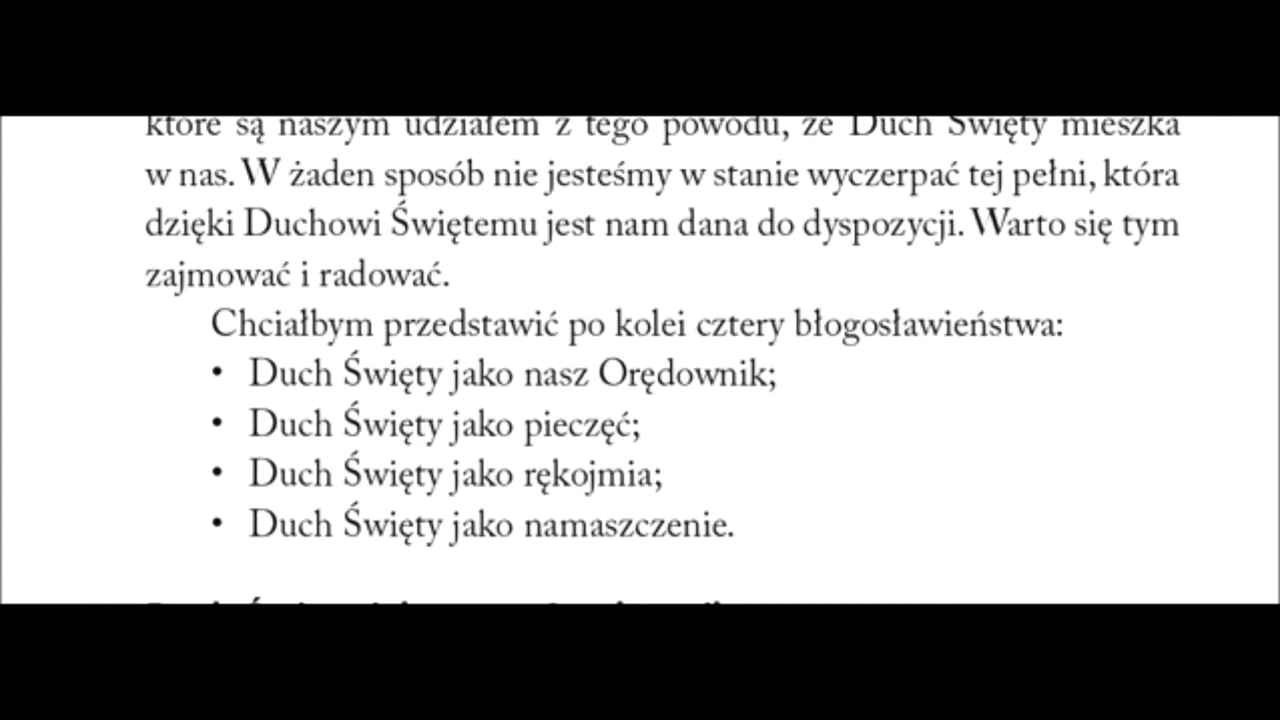 które są naszym udziałem z tego powodu, że Duch Święty mieszka
w nas. W żaden sposób nie jesteśmy w stanie wyczerpać tej pełni, która
dzięki Duchowi Świętemu jest nam dana do dyspozycji. Warto się tym
zajmować i radować.
Chciałbym przedstawić po kolei cztery błogosławieństwa:
• Duch Święty jako nasz Orędownik;
• Duch Święty jako pieczęć;
• Duch Święty jako rękojmia;
• Duch Święty jako namaszczenie.